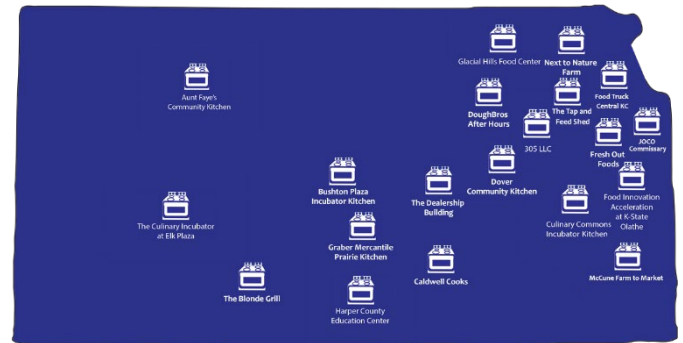 Glacial Hills Food Center
Next to Nature
Farm
Aunt Faye's
Community Kitchen
Food Truck
Central KC
DoughBros
After Hours
The Tap and
Feed Shed
305 LLC
JOCO
Commissary
Fresh Out
Foods
Dover
Community Kitchen
Bushton Plaza
Incubator Kitchen
The Dealership
Building
Food Innovation
Acceleration
at K-State
Olathe
The Culinary Incubator
at Elk Plaza
Culinary Commons
Incubator Kitchen
Graber Mercantile
Prairie Kitchen
McCune Farm to Market
Caldwell Cooks
The Blonde Grill
Harper County
Education Center